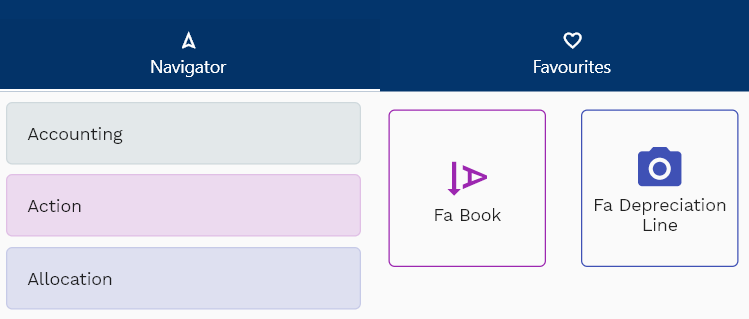 Navigator
Favourites
Accounting
Action
Allocation
Fa Book
Fa Depreciation
Line